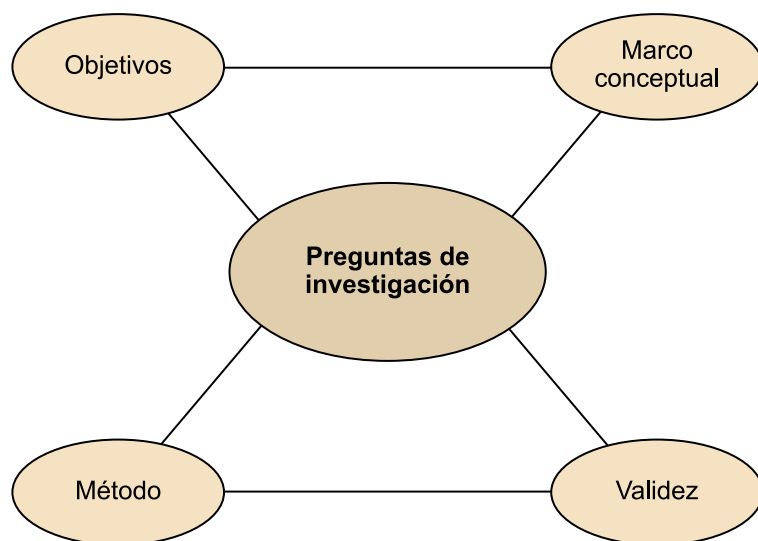 Objetivos
Marco
conceptual
Preguntas de
investigación
Método
Validez